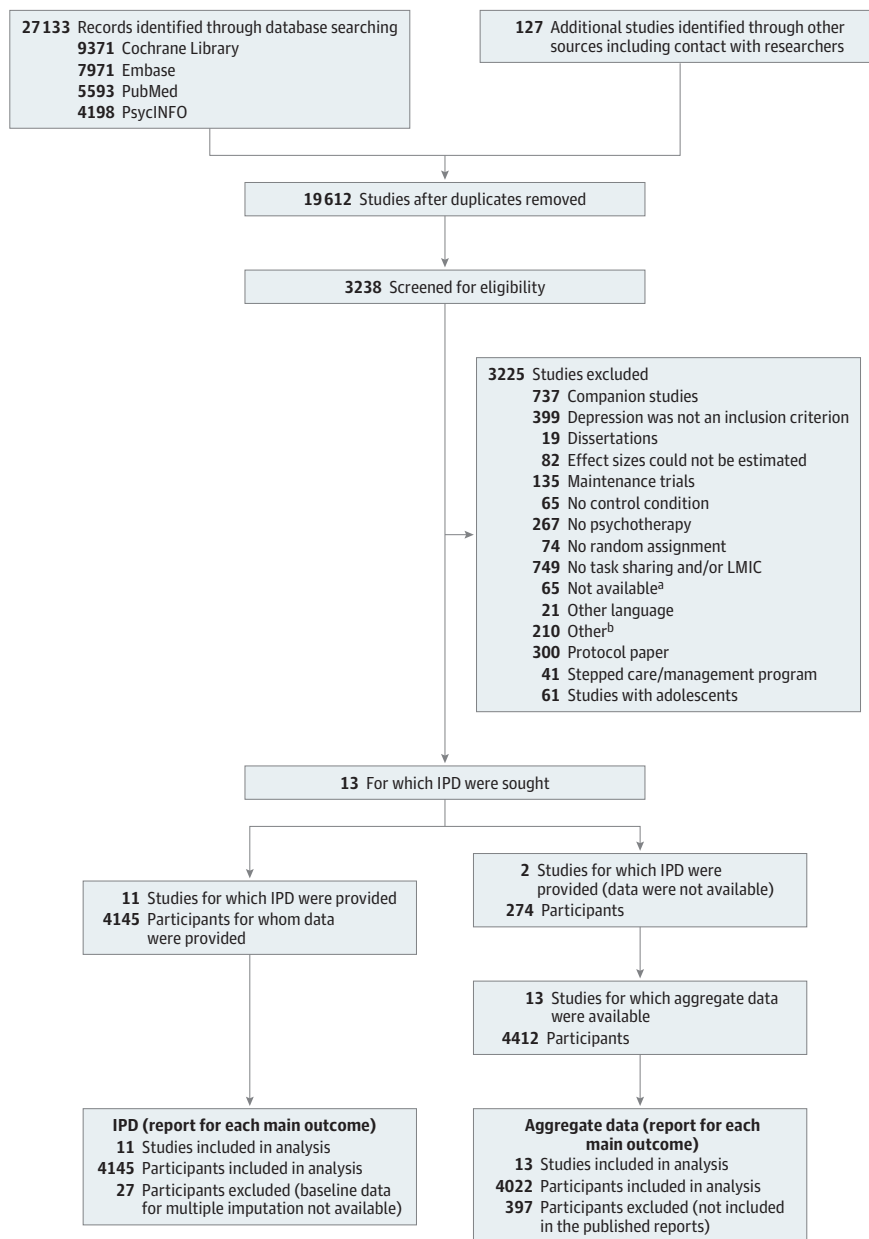 27 133 Records identified through database searching
9371 Cochrane Library
7971 Embase
5593 PubMed
4198 PsycINFO
127 Additional studies identified through other
sources including contact with researchers
19 612 Studies after duplicates removed
3238 Screened for eligibility
3225 Studies excluded
737 Companion studies
399 Depression was not an inclusion criterion
19 Dissertations
82 Effect sizes could not be estimated
135 Maintenance trials
65 No control condition
267 No psychotherapy
74 No random assignment
749 No task sharing and/or LMIC
65 Not availableᵃ
21 Other language
210 Otherᵇ
300 Protocol paper
41 Stepped care/management program
61 Studies with adolescents
13 For which IPD were sought
11 Studies for which IPD were provided
4145 Participants for whom data
were provided
2 Studies for which IPD were
provided (data were not available)
274 Participants
13 Studies for which aggregate data
were available
4412 Participants
IPD (report for each main outcome)
11 Studies included in analysis
4145 Participants included in analysis
27 Participants excluded (baseline data
for multiple imputation not available)
Aggregate data (report for each
main outcome)
13 Studies included in analysis
4022 Participants included in analysis
397 Participants excluded (not included
in the published reports)